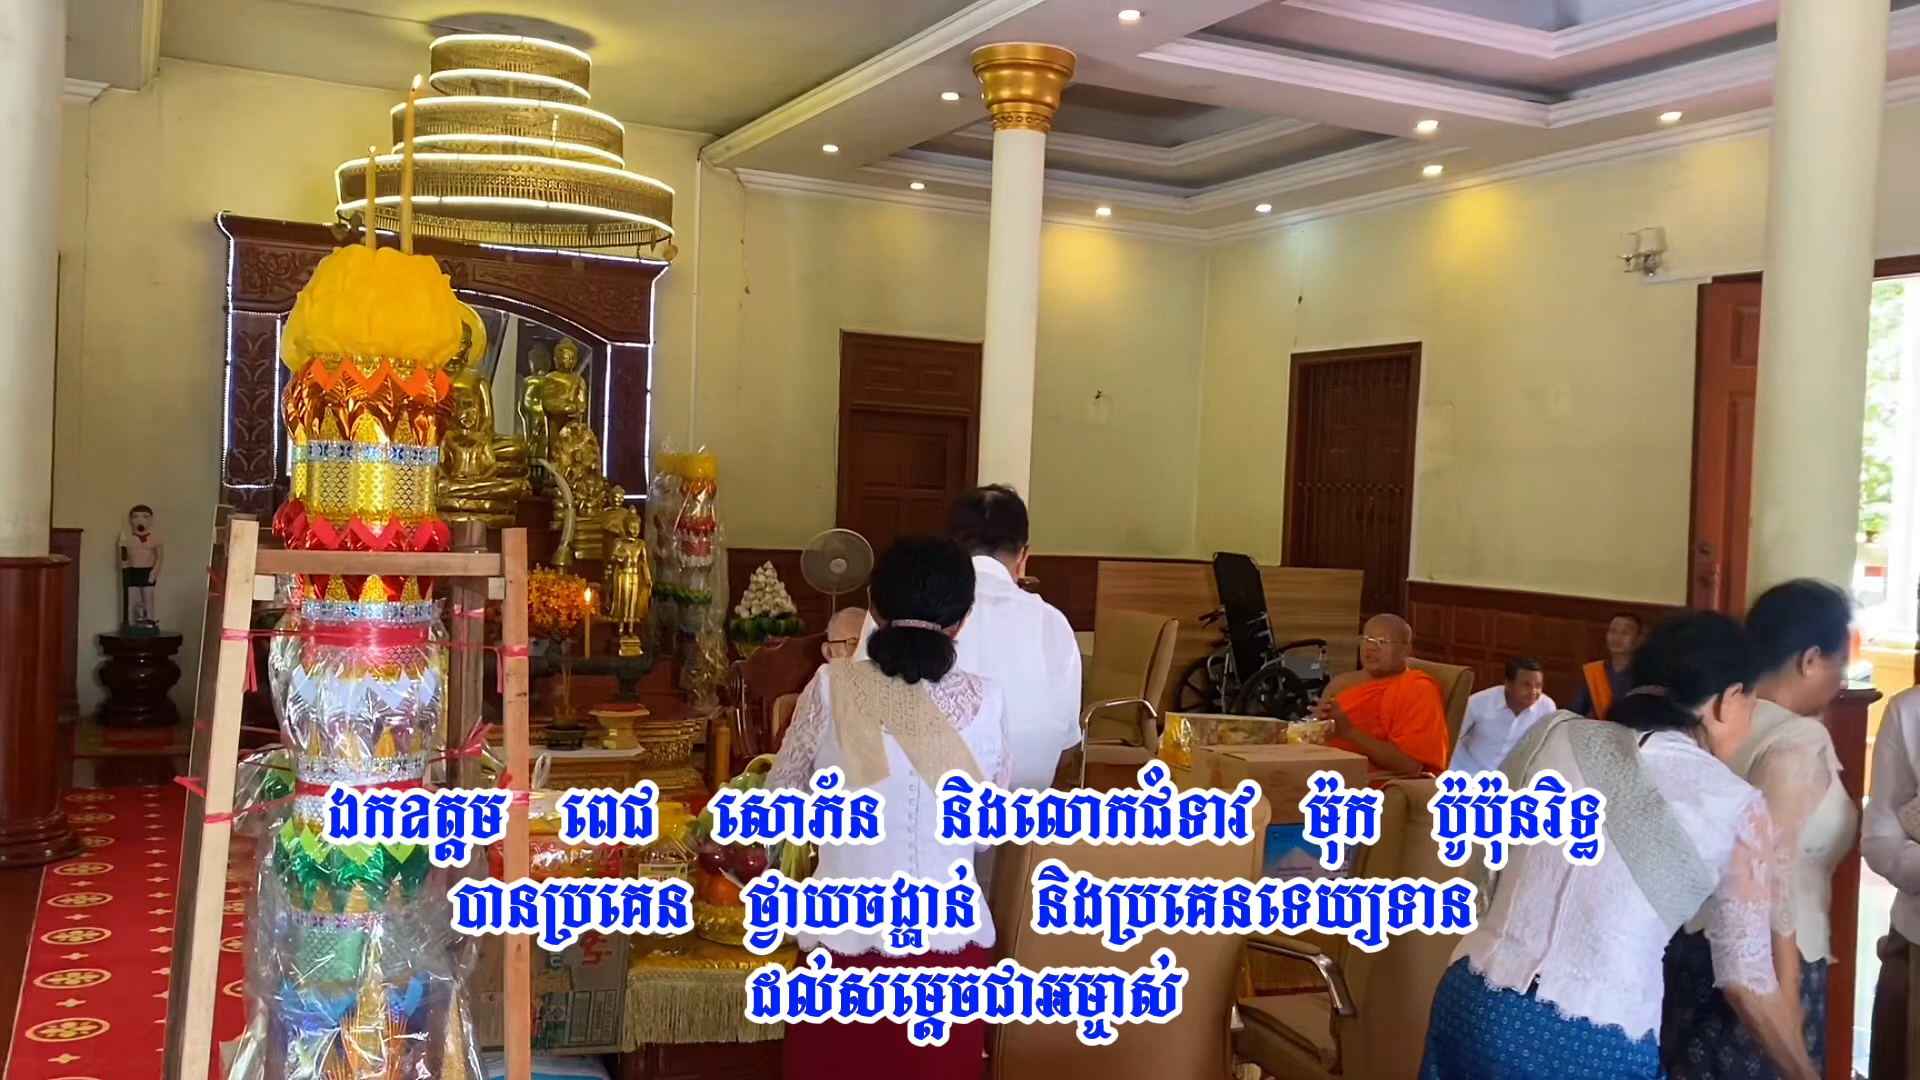 ឯកឧត្តម ពេជ សោភ័ន និងលោកជំទាវ ម៉ុក ប៊ូប៉ុនរិទ្ធ
បានប្រគេន ថ្វាយចង្ហាន់ និងប្រគេនទេយ្យទាន
ដល់សម្តេចជាអម្ចាស់